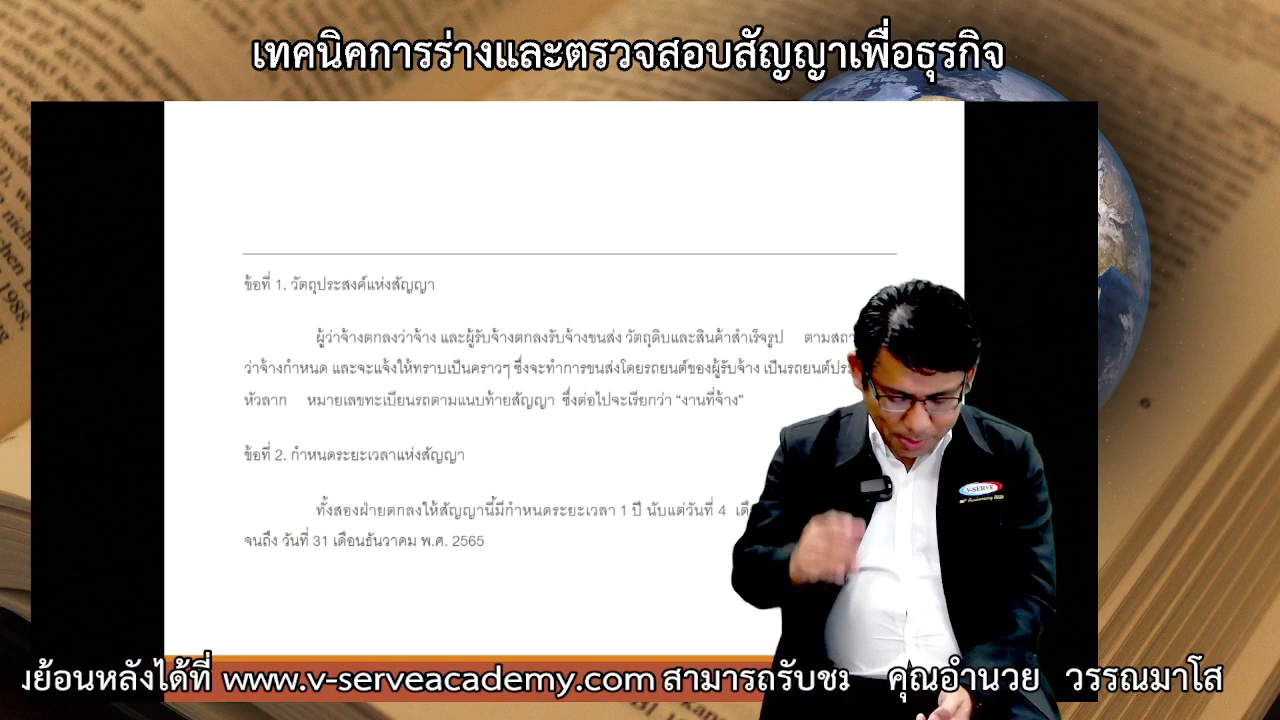 เทคนิคการร่างและตรวจสอบสัญญาเพื่อธุรกิจ
ข้อที่ 1. วัตถุประสงค์แห่งสัญญา
ผู้ว่าจ้างตกลงว่าจ้าง และผู้รับจ้างตกลงรับจ้างขนส่ง วัตถุดิบและสินค้าสำเร็จรูป ตามสถา
ว่าจ้างกำหนด และจะแจ้งให้ทราบเป็นคราวๆ ซึ่งจะทำการขนส่งโดยรถยนต์ของผู้รับจ้าง เป็นรถยนต์ประ
หัวลาก หมายเลขทะเบียนรถตามแนบท้ายสัญญา ซึ่งต่อไปจะเรียกว่า “งานที่จ้าง”
ข้อที่ 2. กำหนดระยะเวลาแห่งสัญญา
ทั้งสองฝ่ายตกลงให้สัญญานี้มีกำหนดระยะเวลา 1 ปี นับแต่วันที่ 4 เดื
จนถึง วันที่ 31 เดือนธันวาคม พ.ศ. 2565
V-SERVE
งย้อนหลังได้ที่ www.v-serveacademy.com สามารถรับชม คุณอำนวย วรรณมาโส